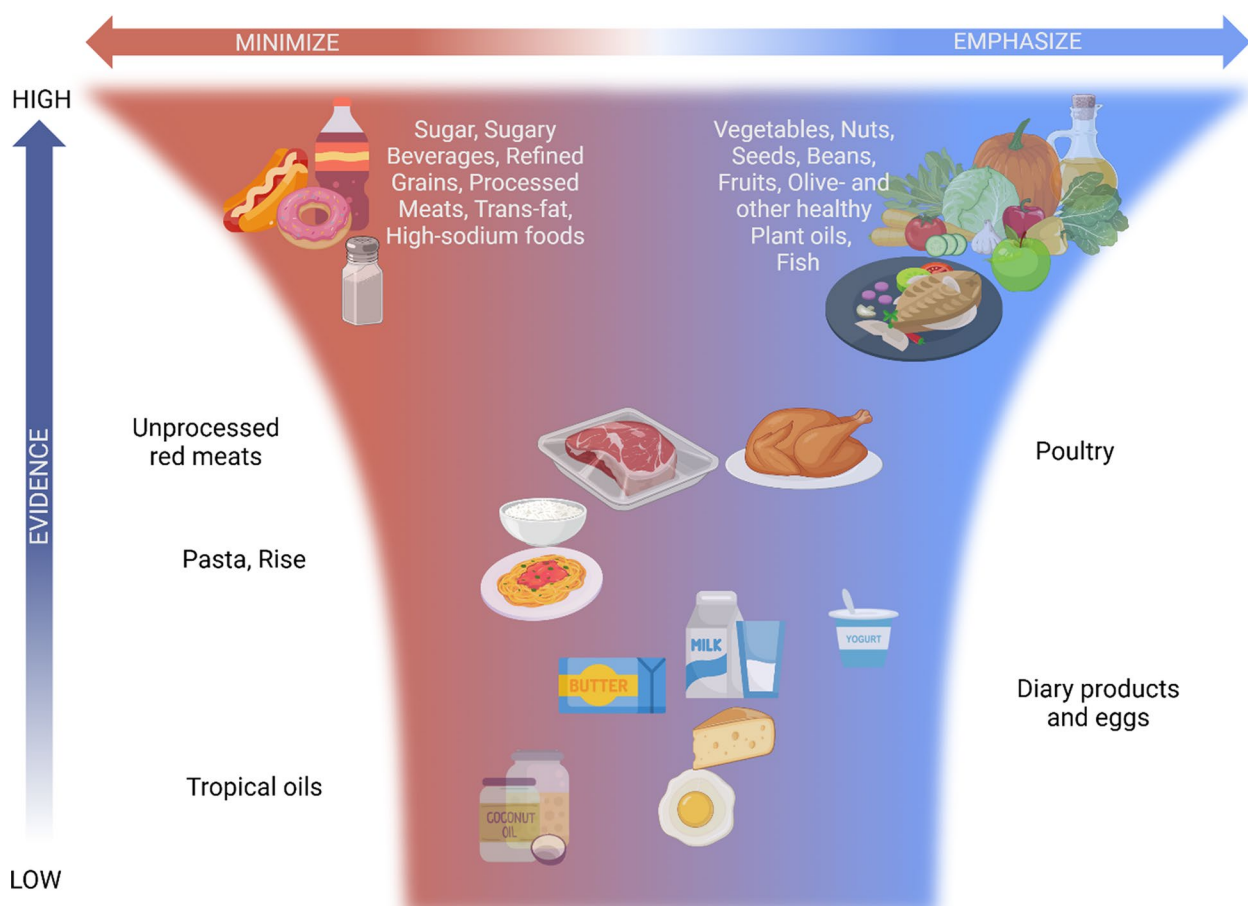 MINIMIZE
EMPHASIZE
HIGH
Sugar, Sugary
Beverages, Refined
Grains, Processed
Meats, Trans-fat,
High-sodium foods
Vegetables, Nuts,
Seeds, Beans,
Fruits, Olive- and
other healthy
Plant oils,
Fish
EVIDENCE
Unprocessed
red meats
Poultry
Pasta, Rise
MILK
YOGURT
BUTTER
Diary products
and eggs
Tropical oils
COCONUT
OIL
LOW